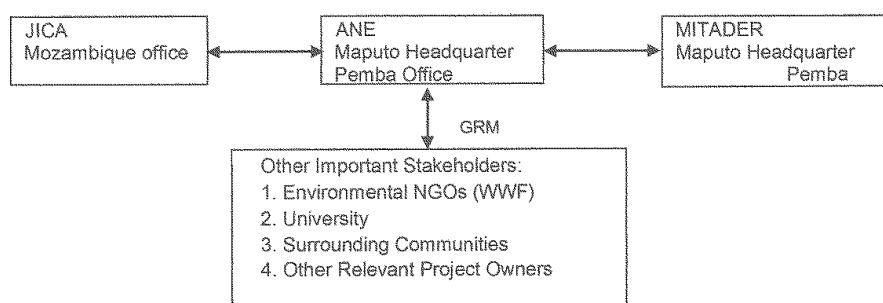 JICA
Mozambique office
ANE
Maputo Headquarter
Pemba Office
MITADER
Maputo Headquarter
Pemba
GRM
Other Important Stakeholders:
1. Environmental NGOs (WWF)
2. University
3. Surrounding Communities
4. Other Relevant Project Owners